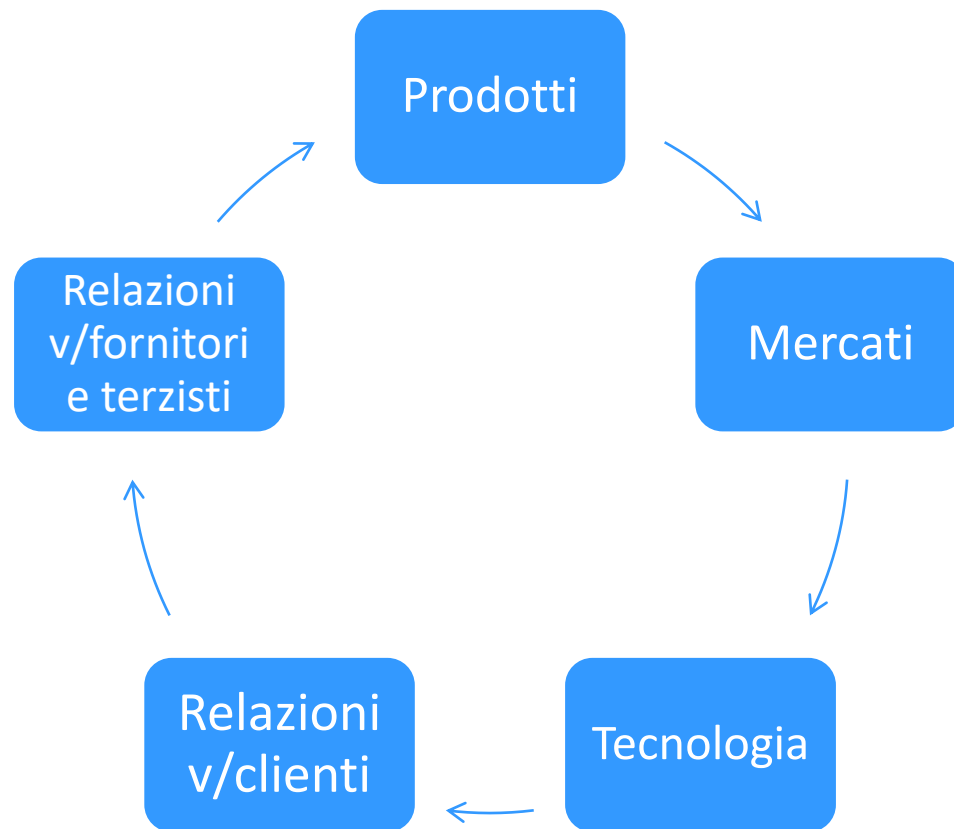 Prodotti
Mercati
Tecnologia
Relazioni
v/clienti
Relazioni
v/fornitori
e terzisti